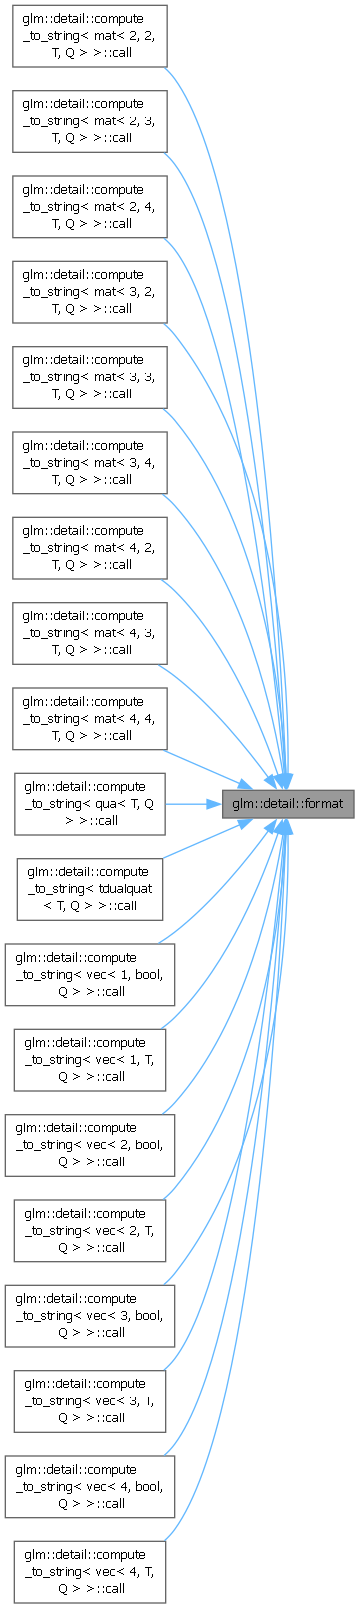 glm::detail::compute
_to_string< mat< 2, 2,
T, Q > >::call
glm::detail::compute
_to_string< mat< 2, 3,
T, Q > >::call
glm::detail::compute
_to_string< mat< 2, 4,
T, Q > >::call
glm::detail::compute
_to_string< mat< 3, 2,
T, Q > >::call
glm::detail::compute
_to_string< mat< 3, 3,
T, Q > >::call
glm::detail::compute
_to_string< mat< 3, 4,
T, Q > >::call
glm::detail::compute
_to_string< mat< 4, 2,
T, Q > >::call
glm::detail::compute
_to_string< mat< 4, 3,
T, Q > >::call
glm::detail::compute
_to_string< mat< 4, 4,
T, Q > >::call
glm::detail::compute
_to_string< qua< T, Q
> >::call
glm::detail::format
glm::detail::compute
_to_string< tdualquat
< T, Q > >::call
glm::detail::compute
_to_string< vec< 1, bool,
Q > >::call
glm::detail::compute
_to_string< vec< 1, T,
Q > >::call
glm::detail::compute
_to_string< vec< 2, bool,
Q > >::call
glm::detail::compute
_to_string< vec< 2, T,
Q > >::call
glm::detail::compute
_to_string< vec< 3, bool,
Q > >::call
glm::detail::compute
_to_string< vec< 3, T,
Q > >::call
glm::detail::compute
_to_string< vec< 4, bool,
Q > >::call
glm::detail::compute
_to_string< vec< 4, T,
Q > >::call